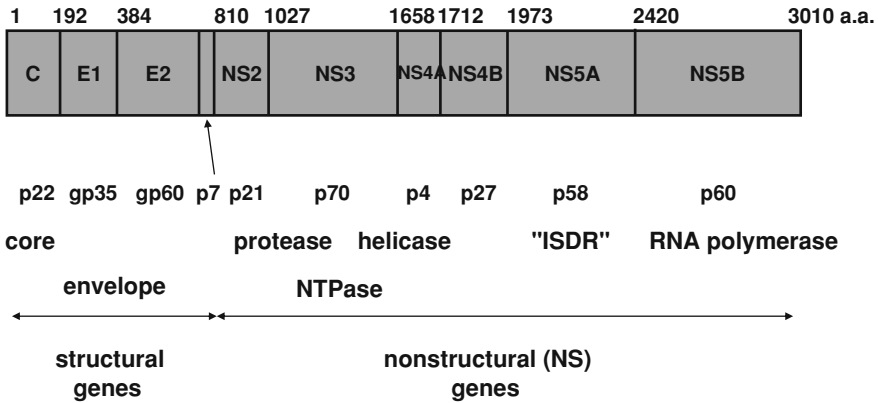 1 192 384 810 1027 1658 1712 1973 2420 3010 a.a.
C E1 E2 NS2 NS3 NS4A NS4B NS5A NS5B
p22 gp35 gp60 p7 p21 p70 p4 p27 p58 p60
core protease helicase "ISDR" RNA polymerase
envelope NTPase
structural nonstructural (NS)
genes genes